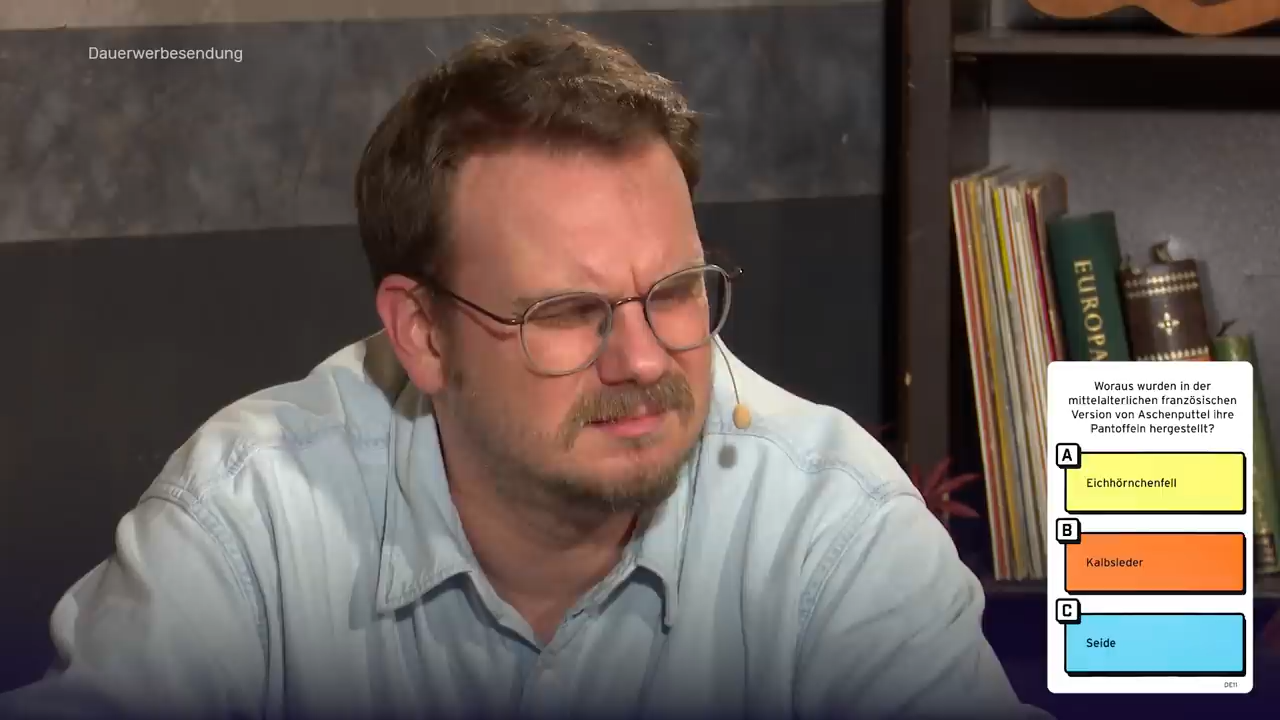 Dauerwerbesendung
EUROPA
Woraus wurden in der
mittelalterlichen französischen
Version von Aschenputtel ihre
Pantoffeln hergestellt?
A
Eichhörnchenfell
B
Kalbsleder
C
Seide